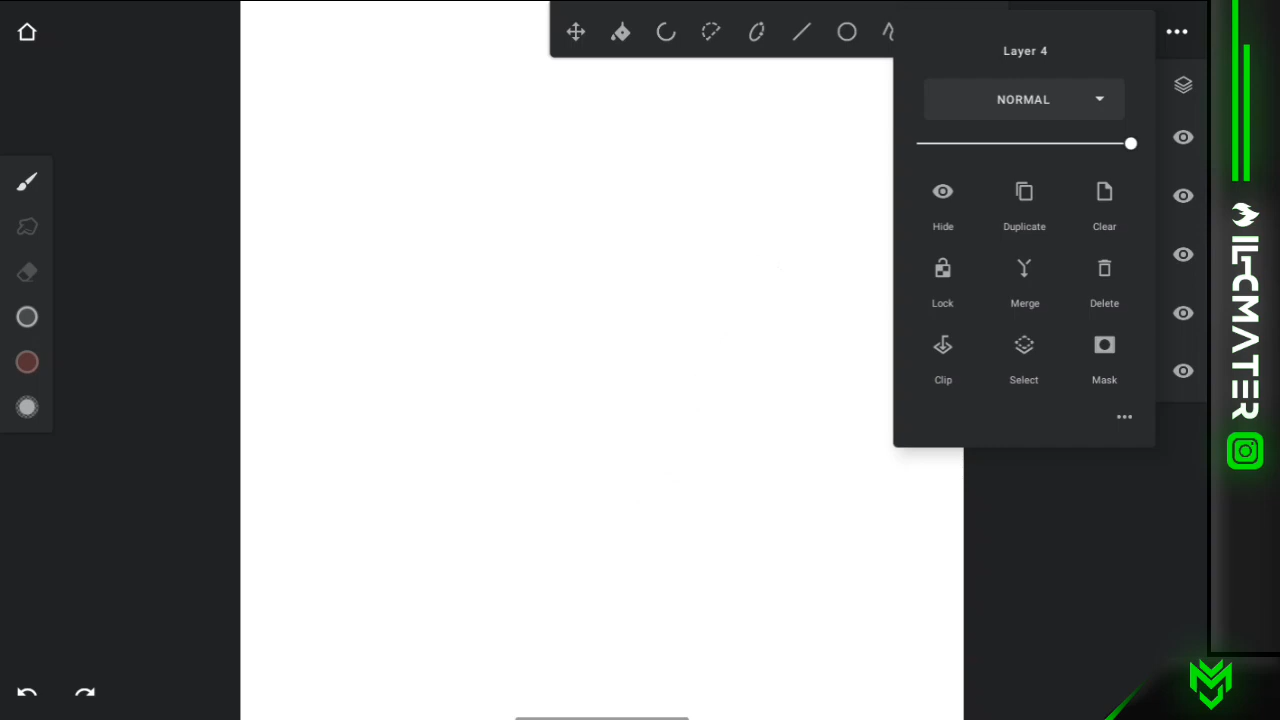 Layer 4
NORMAL
Hide
Duplicate
Clear
Lock
Merge
Delete
Clip
Select
Mask